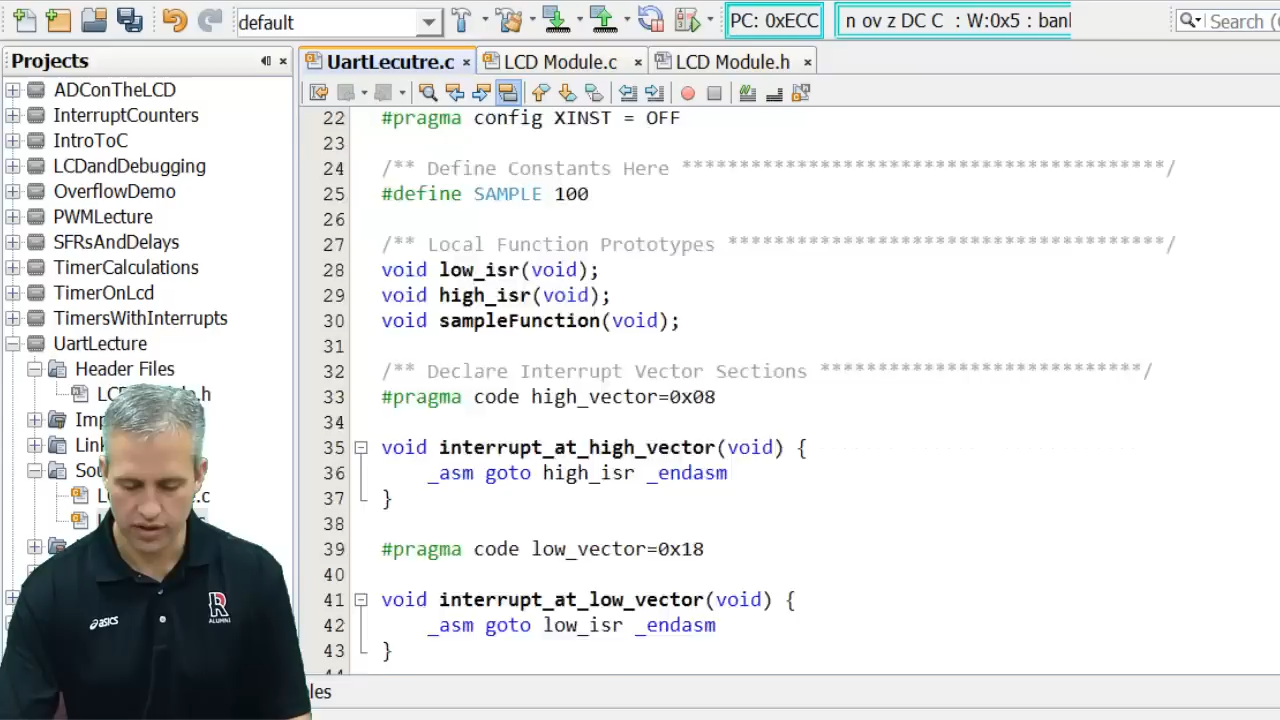 default
PC: 0xECC
n ov z DC C : W:0x5 : bank
Search (
Projects
UartLecutre.c
LCD Module.c
LCD Module.h
ADConTheLCD
InterruptCounters
IntroToC
LCDandDebugging
OverflowDemo
PWMLecture
SFRsAndDelays
TimerCalculations
TimerOnLcd
TimersWithInterrupts
UartLecture
Header Files
22 #pragma config XINST = OFF
23
24 /** Define Constants Here ******************************************/
25 #define SAMPLE 100
26
27 /** Local Function Prototypes **************************************/
28 void low_isr(void);
29 void high_isr(void);
30 void sampleFunction(void);
31
32 /** Declare Interrupt Vector Sections ****************************/
33 #pragma code high_vector=0x08
34
35 void interrupt_at_high_vector(void) {
36 _asm goto high_isr _endasm
37 }
38
39 #pragma code low_vector=0x18
40
41 void interrupt_at_low_vector(void) {
42 _asm goto low_isr _endasm
43 }
asics
R
ALUMNI
les